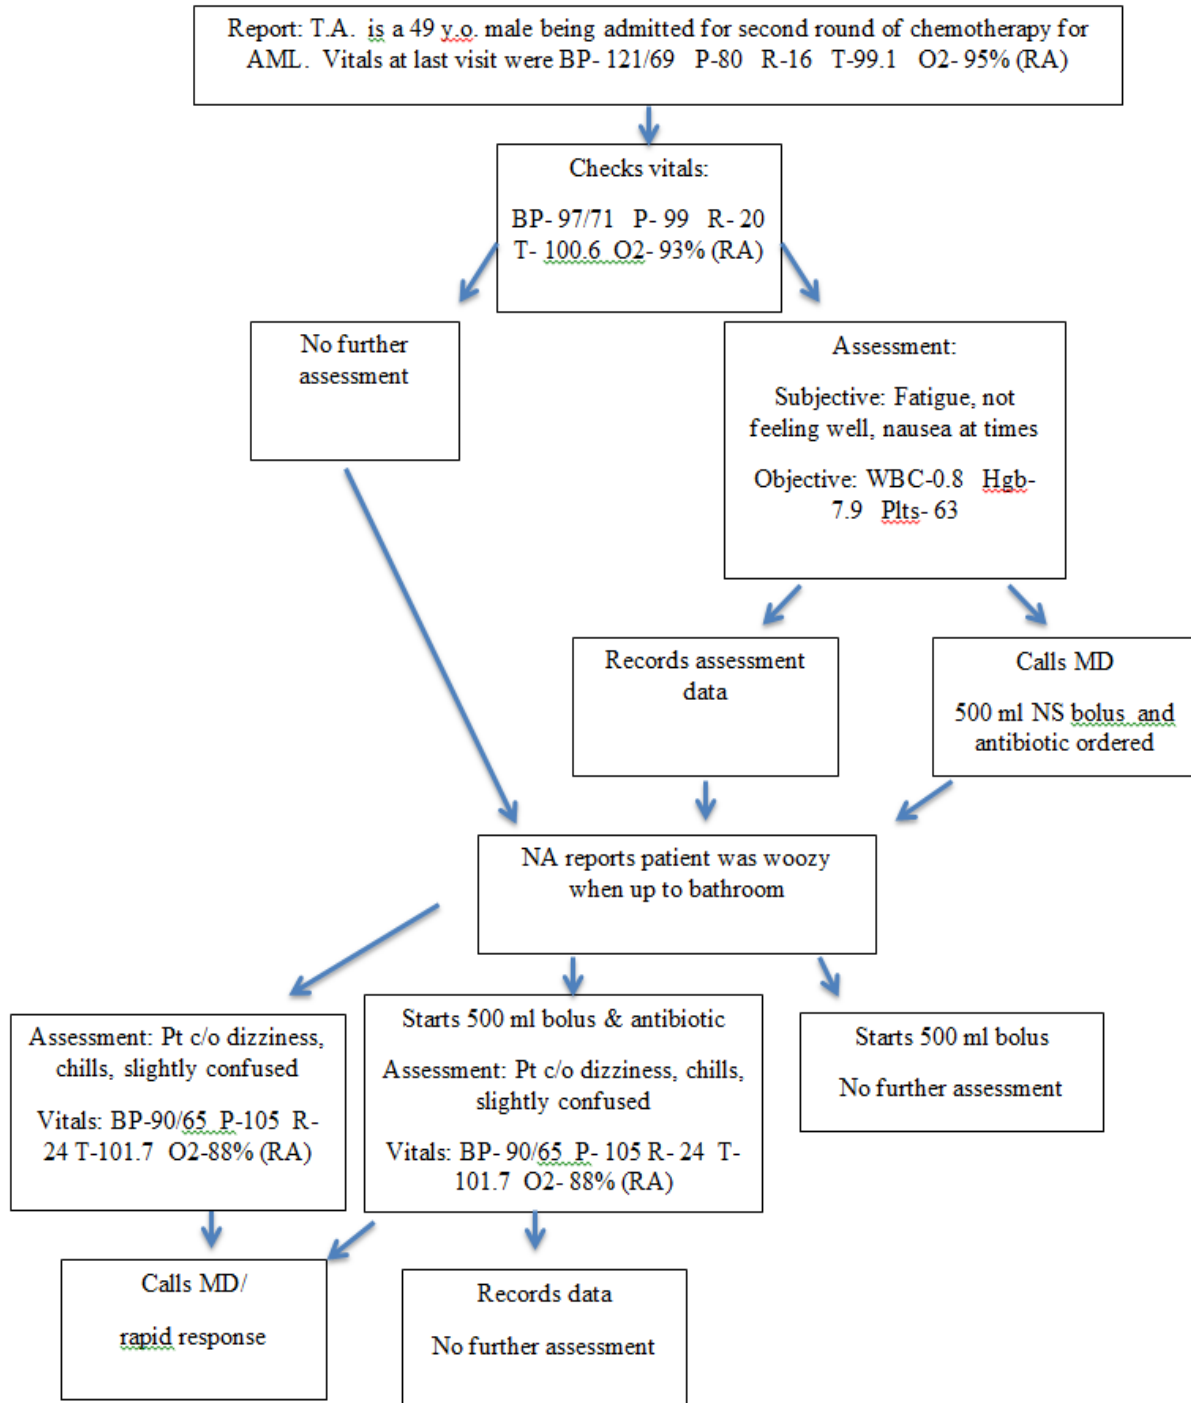 Report: T.A. is a 49 y.o. male being admitted for second round of chemotherapy for
AML. Vitals at last visit were BP- 121/69 P-80 R-16 T-99.1 O2- 95% (RA)
Checks vitals:
BP- 97/71 P- 99 R- 20
T- 100.6 O2- 93% (RA)
No further
assessment
Assessment:
Subjective: Fatigue, not
feeling well, nausea at times
Objective: WBC-0.8 Hgb-
7.9 Plts- 63
Records assessment
data
Calls MD
500 ml NS bolus and
antibiotic ordered
NA reports patient was woozy
when up to bathroom
Assessment: Pt c/o dizziness,
chills, slightly confused
Vitals: BP-90/65 P-105 R-
24 T-101.7 O2-88% (RA)
Starts 500 ml bolus & antibiotic
Assessment: Pt c/o dizziness, chills,
slightly confused
Vitals: BP- 90/65 P- 105 R- 24 T-
101.7 O2- 88% (RA)
Starts 500 ml bolus
No further assessment
Calls MD/
rapid response
Records data
No further assessment